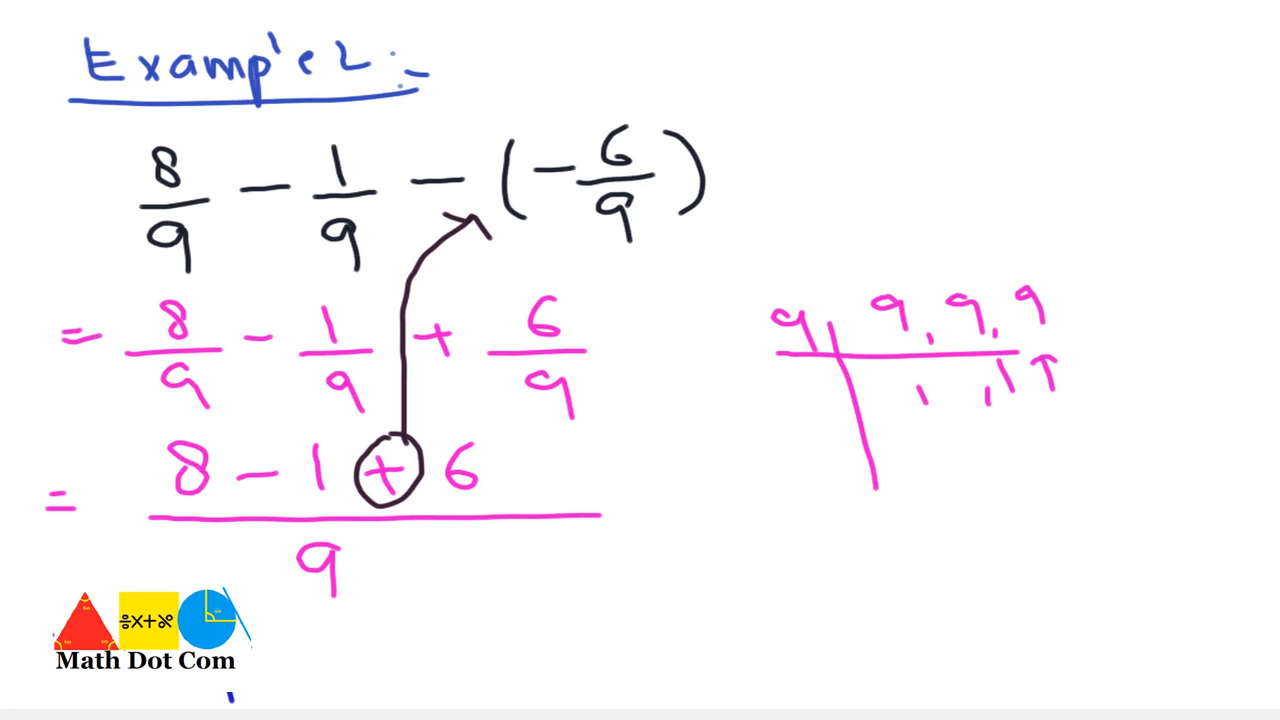 Example 2 :-
8/9 - 1/9 - (-6/9)
= 8/9 - 1/9 + 6/9
9 | 9, 9, 9
1, 1, 1
= 8 - 1 + 6 / 9
÷x+%
Math Dot Com